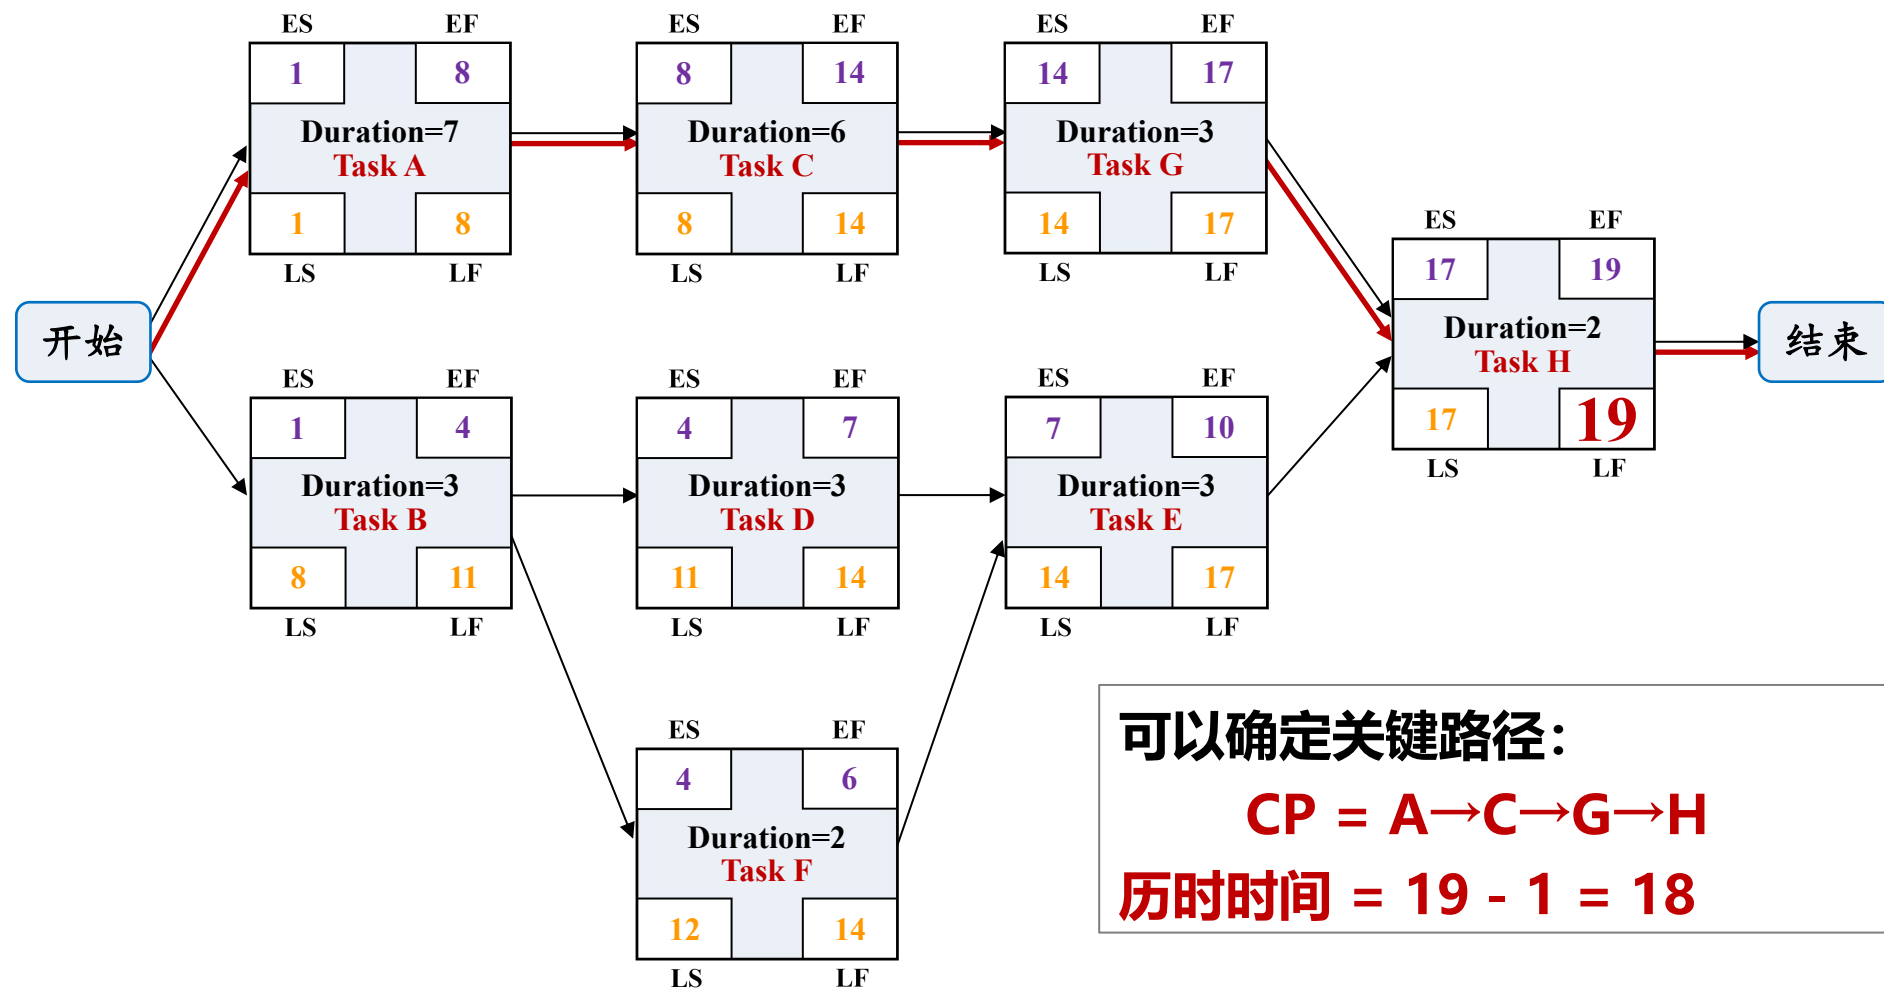 ES EF ES EF ES EF
1 8 8 14 14 17
Duration=7 Duration=6 Duration=3
Task A Task C Task G
1 8 8 14 14 17
LS LF LS LF LS LF
ES EF
17 19
Duration=2
Task H
17 19
LS LF
开始
结束
ES EF ES EF ES EF
1 4 4 7 7 10
Duration=3 Duration=3 Duration=3
Task B Task D Task E
8 11 11 14 14 17
LS LF LS LF LS LF
ES EF
4 6
Duration=2
Task F
12 14
LS LF
可以确定关键路径：
CP = A→C→G→H
历时时间 = 19 - 1 = 18